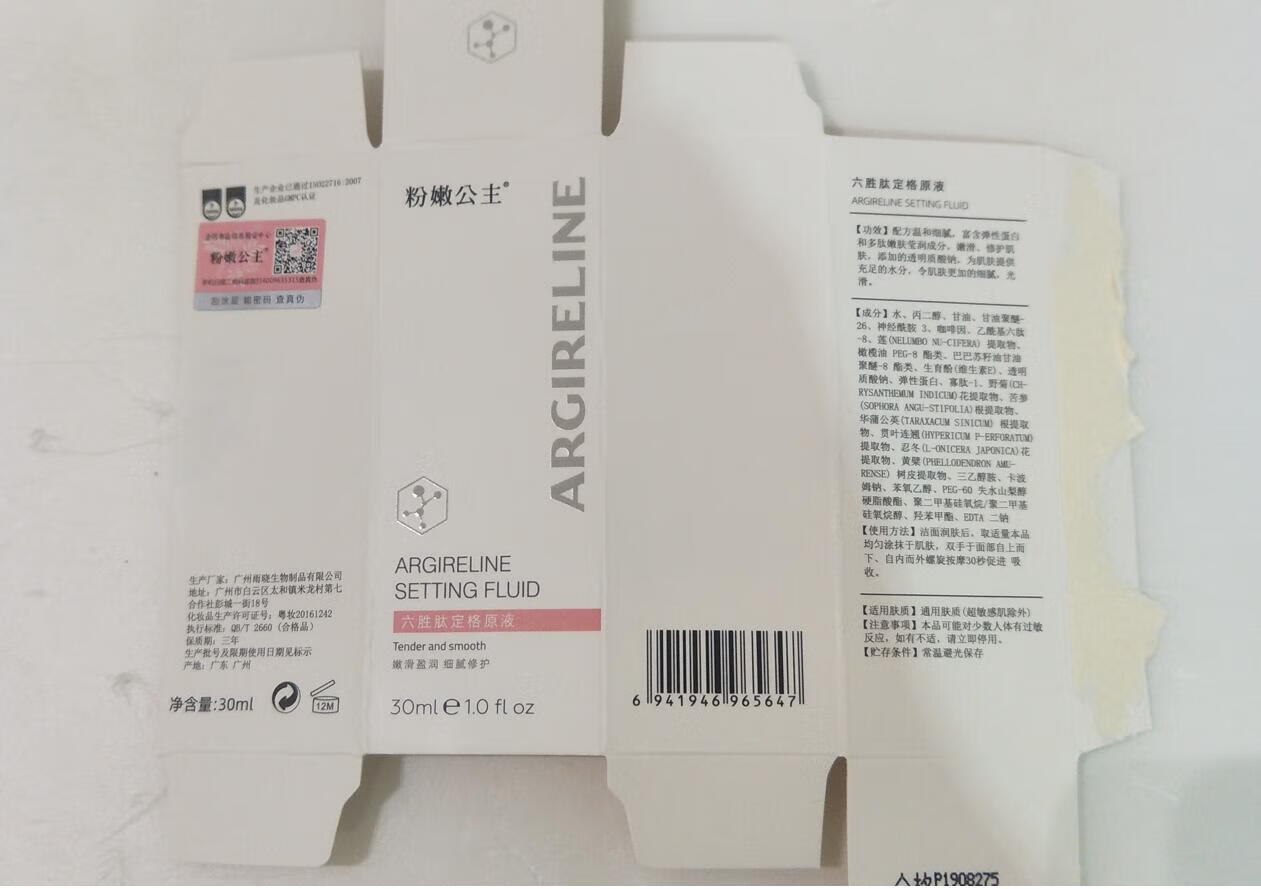 生产企业已通过ISO22716:2007
及化妆品GMPC认证
粉嫩公主®
刮涂层 输密码 查真伪
生产厂家: 广州雨晓生物制品有限公司
地址: 广州市白云区太和镇米龙村第七
合作社彭城一街18号
化妆品生产许可证号: 粤妆20161242
执行标准: QB/T 2660 (合格品)
保质期: 三年
生产批号及限期使用日期见标示
产地: 广东 广州
净含量:30ml
12M
粉嫩公主®
ARGIRELINE
ARGIRELINE
SETTING FLUID
六胜肽定格原液
Tender and smooth
嫩滑盈润 细腻修护
30ml e 1.0 fl oz
6 941946 965647
六胜肽定格原液
ARGIRELINE SETTING FLUID
【功效】配方温和细腻, 富含弹性蛋白
和多肽嫩肤莹润成分, 嫩滑、修护肌
肤, 添加的透明质酸钠, 为肌肤提供
充足的水分, 令肌肤更加的细腻, 光
滑。
【成分】水、丙二醇、甘油、甘油聚醚-
26、神经酰胺 3、咖啡因、乙酰基六肽
-8、莲(NELUMBO NU-CIFERA) 提取物、
橄榄油 PEG-8 酯类、巴巴苏籽油甘油
聚醚-8 酯类、生育酚(维生素E)、透明
质酸钠、弹性蛋白、寡肽-1、野菊(CH-
RYSANTHEMUM INDICUM)花提取物、苦参
(SOPHORA ANGU-STIFOLIA)根提取物、
华蒲公英(TARAXACUM SINICUM) 根提取
物、贯叶连翘(HYPERICUM P-ERFORATUM)
提取物、忍冬(L-ONICERA JAPONICA)花
提取物、黄檗(PHELLODENDRON AMU-
RENSE) 树皮提取物、三乙醇胺、卡波
姆钠、苯氧乙醇、PEG-60 失水山梨醇
硬脂酸酯、聚二甲基硅氧烷/聚二甲基
硅氧烷醇、羟苯甲酯、EDTA 二钠
【使用方法】洁面润肤后, 取适量本品
均匀涂抹于肌肤, 双手于面部自上而
下、自内而外螺旋按摩30秒促进 吸
收。
【适用肤质】通用肤质(超敏感肌除外)
【注意事项】本品可能对少数人体有过敏
反应, 如有不适, 请立即停用。
【贮存条件】常温避光保存
P1908275